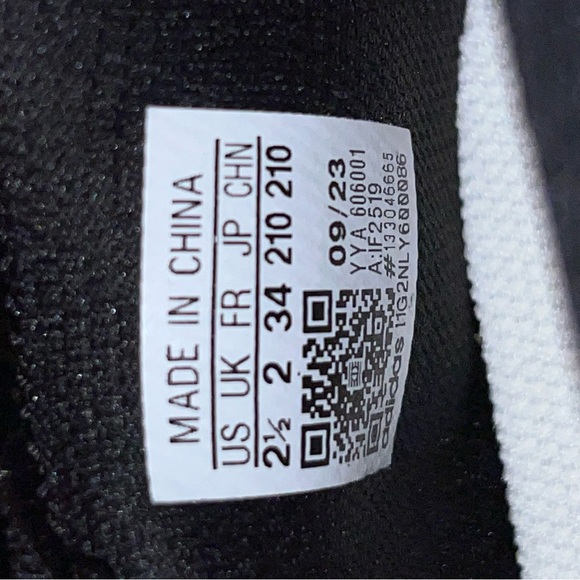 MADE IN CHINA
US UK FR JP CHN
2½ 2 34 210 210
09/23
YYA 606001
A:IF2519
#133046665
adidas I1G2NLY600086